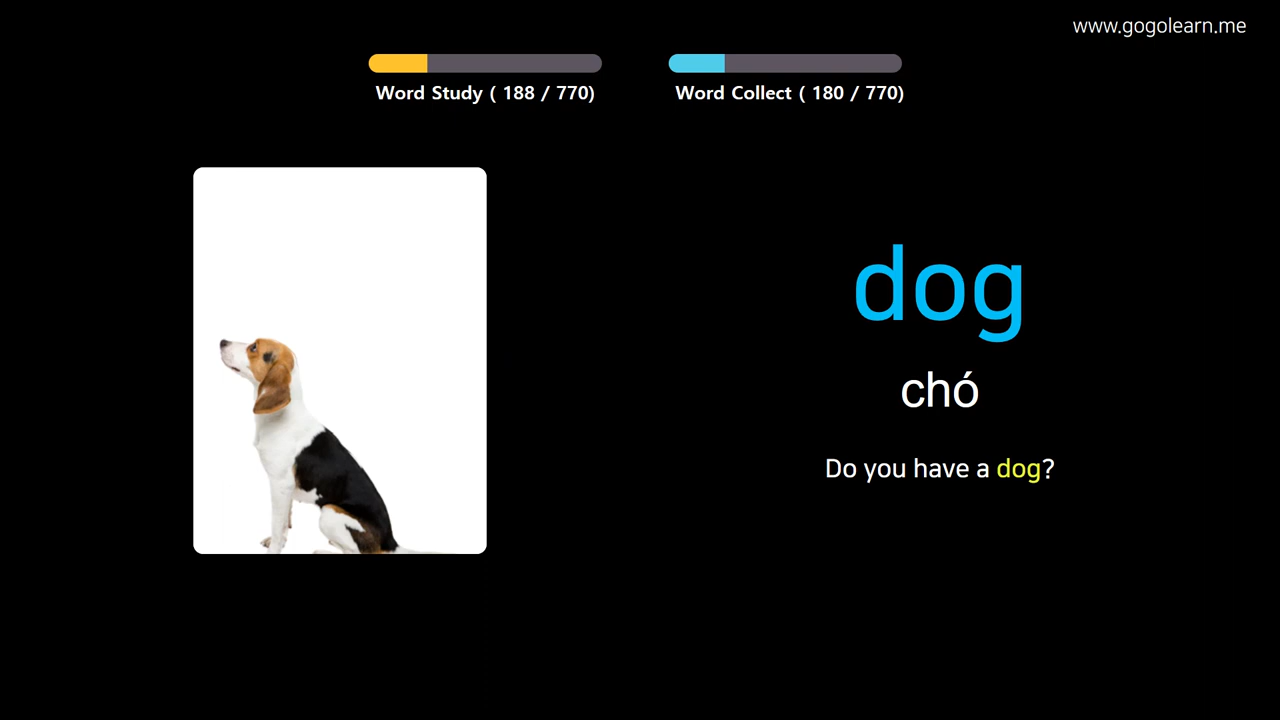 www.gogolearn.me
Word Study ( 188 / 770)
Word Collect ( 180 / 770)
dog
chó
Do you have a dog?